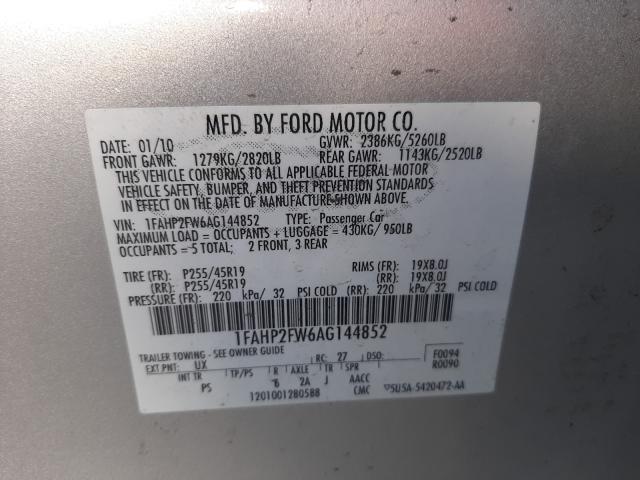 MFD. BY FORD MOTOR CO.
DATE: 01/10 GVWR: 2386KG/5260LB
FRONT GAWR: 1279KG/2820LB REAR GAWR: 1143KG/2520LB
THIS VEHICLE CONFORMS TO ALL APPLICABLE FEDERAL MOTOR
VEHICLE SAFETY, BUMPER, AND THEFT PREVENTION STANDARDS
IN EFFECT ON THE DATE OF MANUFACTURE SHOWN ABOVE.
VIN: 1FAHP2FW6AG144852 TYPE: Passenger Car
MAXIMUM LOAD = OCCUPANTS + LUGGAGE = 430KG/ 950LB
OCCUPANTS = 5 TOTAL: 2 FRONT, 3 REAR
TIRE (FR): P255/45R19 RIMS (FR): 19X8.0J
(RR): P255/45R19 (RR): 19X8.0J
PRESSURE (FR): 220 kPa/ 32 PSI COLD (RR): 220 kPa/ 32 PSI COLD
1FAHP2FW6AG144852
TRAILER TOWING - SEE OWNER GUIDE F0094
EXT PNT: UX RC: 27 DSO: R0090
INT TR TP/PS R AXLE TR SPR
PS 6 2A J AACC
1201001280588 CMC 5U5A-5420472-AA